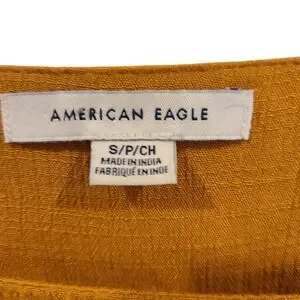 AMERICAN EAGLE
S/P/CH
MADE IN INDIA
FABRIQUÉ EN INDE